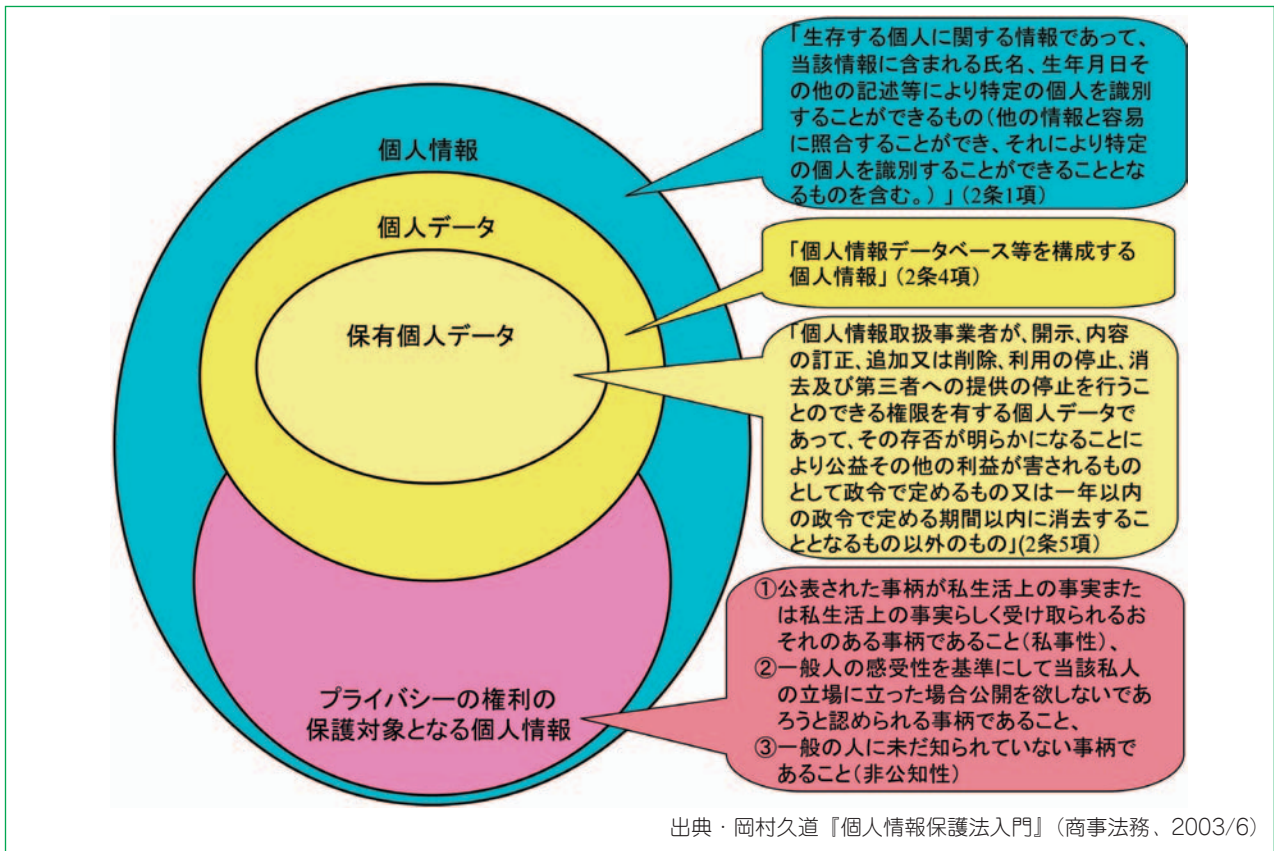 個人情報
個人データ
保有個人データ
プライバシーの権利の
保護対象となる個人情報
「生存する個人に関する情報であって、
当該情報に含まれる氏名、生年月日そ
の他の記述等により特定の個人を識別
することができるもの(他の情報と容易
に照合することができ、それにより特定
の個人を識別することができることとな
るものを含む。)」(2条1項)
「個人情報データベース等を構成する
個人情報」(2条4項)
「個人情報取扱事業者が、開示、内容
の訂正、追加又は削除、利用の停止、消
去及び第三者への提供の停止を行うこ
とのできる権限を有する個人データで
あって、その存否が明らかになることに
より公益その他の利益が害されるもの
として政令で定めるもの又は一年以内
の政令で定める期間以内に消去するこ
ととなるもの以外のもの」(2条5項)
①公表された事柄が私生活上の事実また
は私生活上の事実らしく受け取られるお
それのある事柄であること(私事性)、
②一般人の感受性を基準にして当該私人
の立場に立った場合公開を欲しないであ
ろうと認められる事柄であること、
③一般の人に未だ知られていない事柄で
あること(非公知性)
出典・岡村久道『個人情報保護法入門』(商事法務、2003/6)